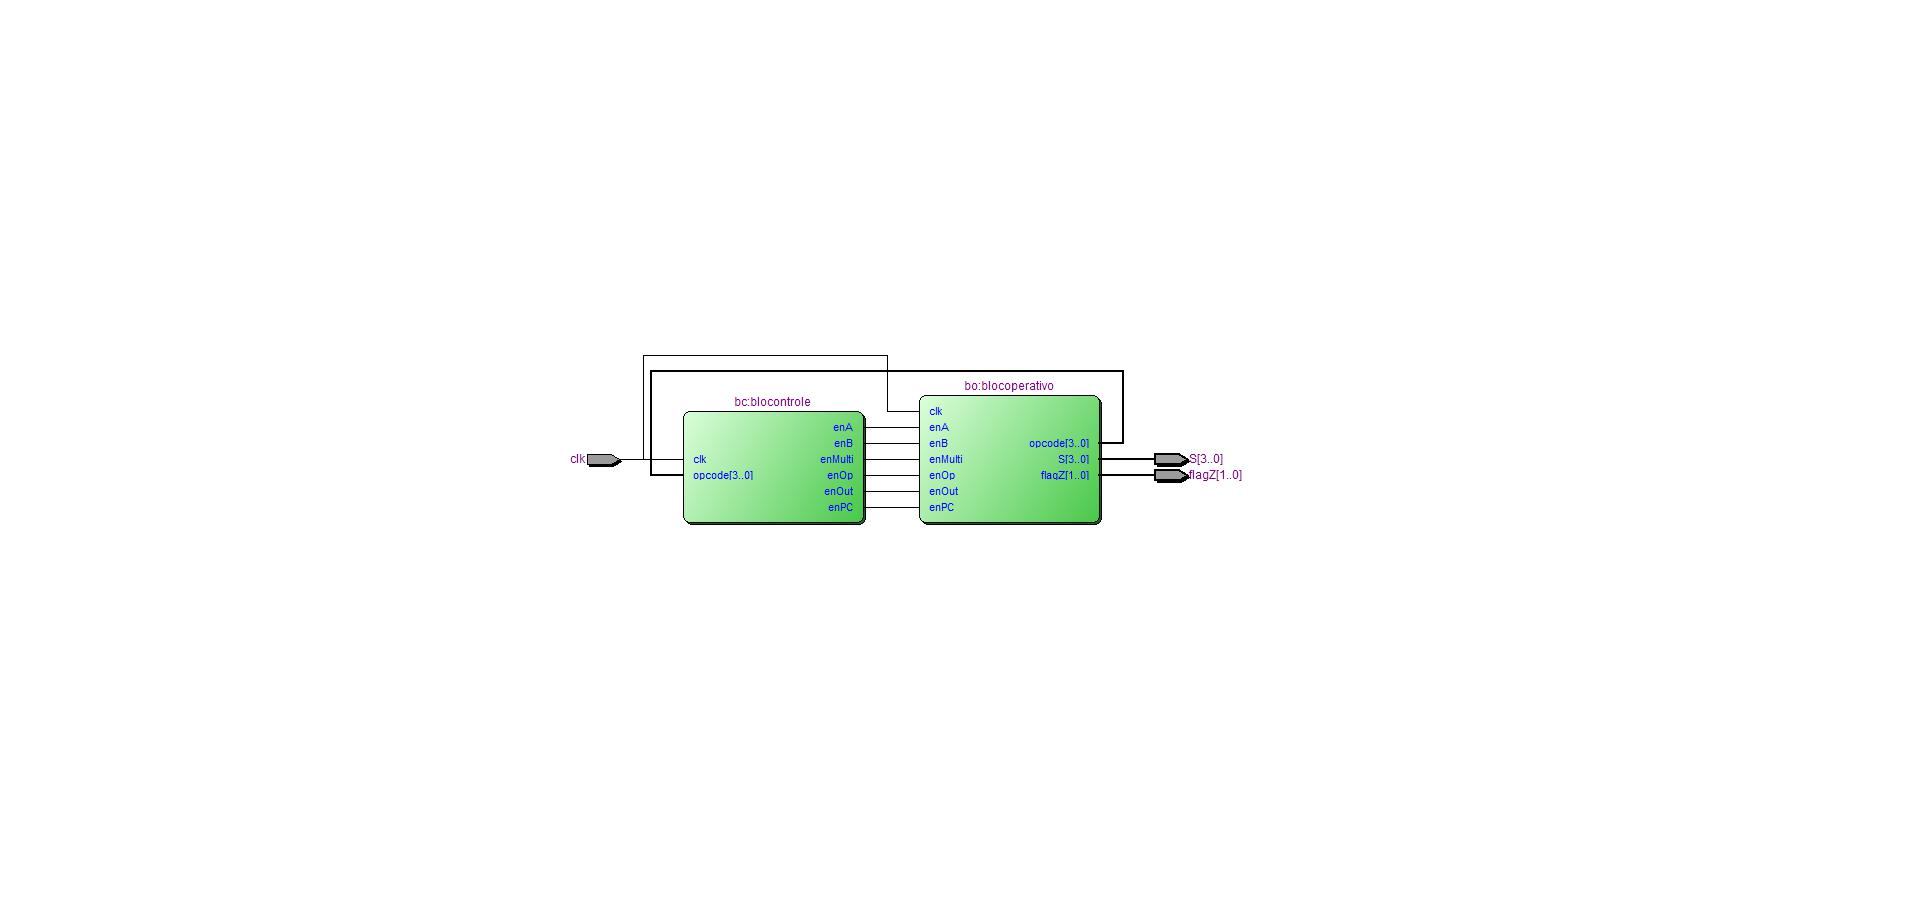 bo:blocoperativo
bc:blocontrole
clk
enA
enB
enMulti
enOp
enOut
enPC
clk
opcode[3..0]
clk
enA
enB
enMulti
enOp
enOut
enPC
opcode[3..0]
S[3..0]
flagZ[1..0]
S[3..0]
flagZ[1..0]